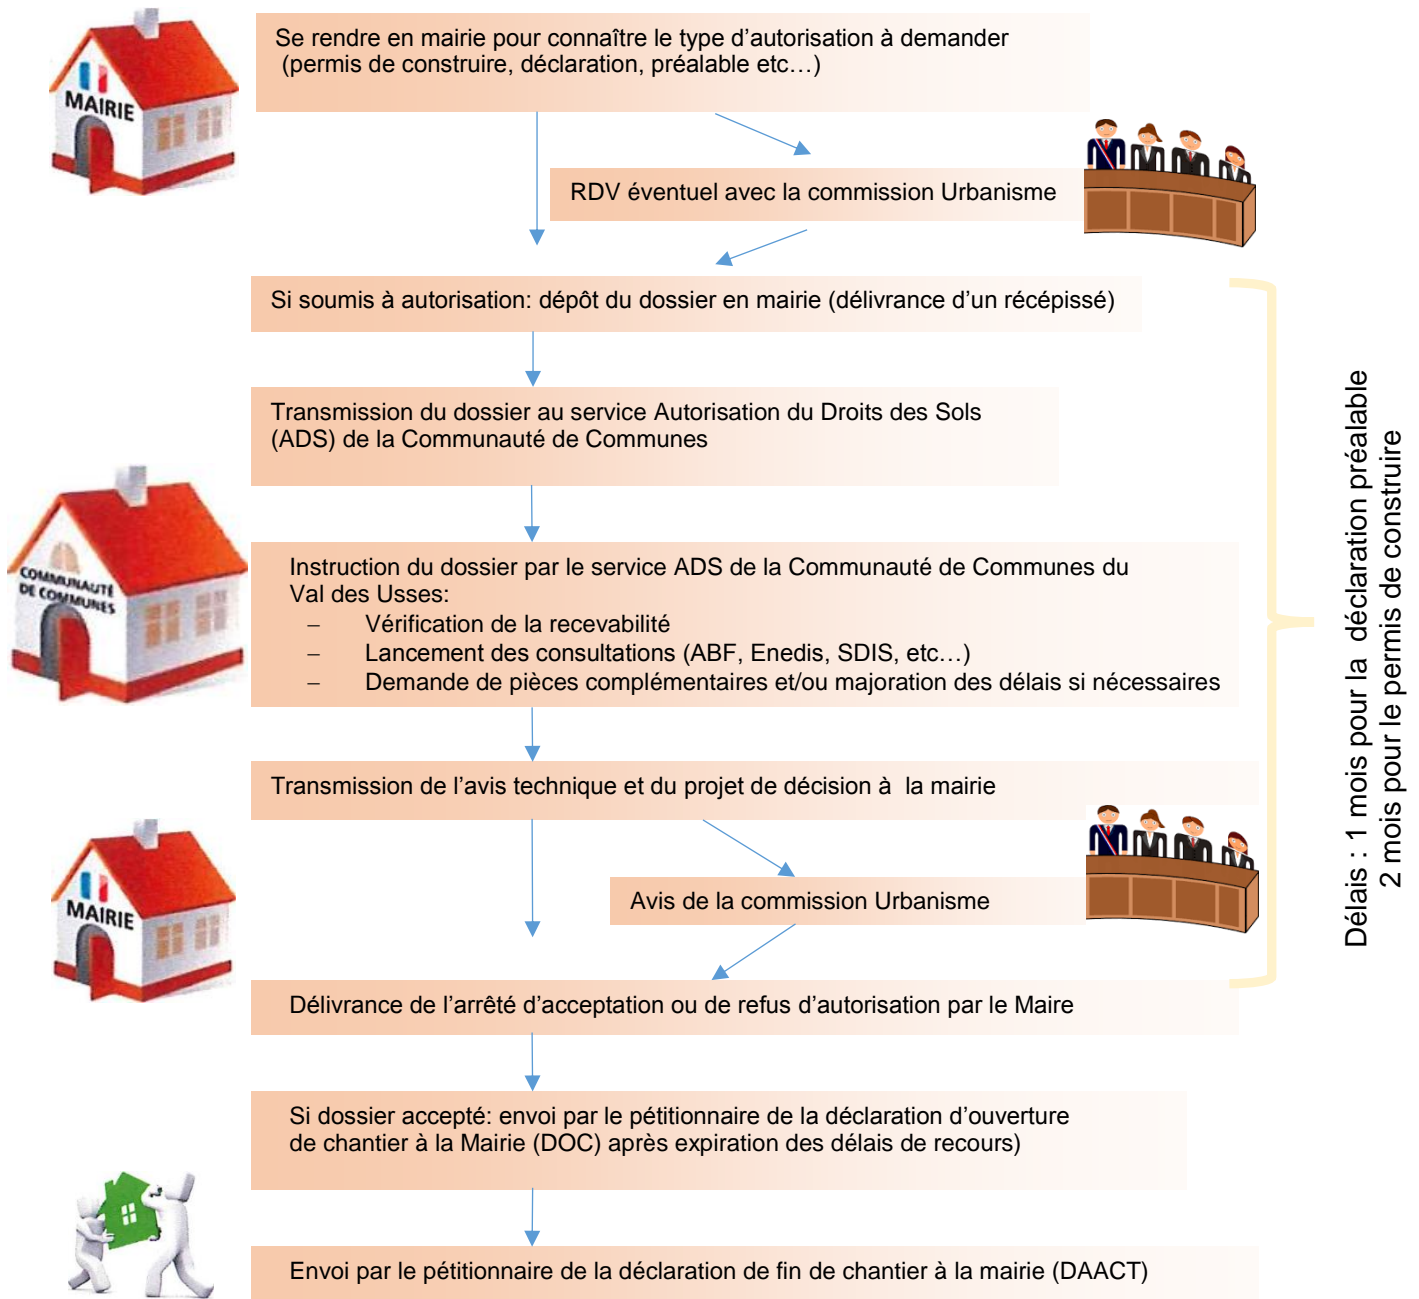 Se rendre en mairie pour connaître le type d'autorisation à demander
(permis de construire, déclaration, préalable etc…)
MAIRIE
RDV éventuel avec la commission Urbanisme
Si soumis à autorisation: dépôt du dossier en mairie (délivrance d'un récépissé)
Transmission du dossier au service Autorisation du Droits des Sols
(ADS) de la Communauté de Communes
COMMUNAUTÉ
DE COMMUNES
Instruction du dossier par le service ADS de la Communauté de Communes du
Val des Usses:
– Vérification de la recevabilité
– Lancement des consultations (ABF, Enedis, SDIS, etc…)
– Demande de pièces complémentaires et/ou majoration des délais si nécessaires
Transmission de l'avis technique et du projet de décision à la mairie
MAIRIE
Avis de la commission Urbanisme
Délivrance de l'arrêté d'acceptation ou de refus d'autorisation par le Maire
Si dossier accepté: envoi par le pétitionnaire de la déclaration d'ouverture
de chantier à la Mairie (DOC) après expiration des délais de recours)
Envoi par le pétitionnaire de la déclaration de fin de chantier à la mairie (DAACT)
Délais : 1 mois pour la déclaration préalable
2 mois pour le permis de construire